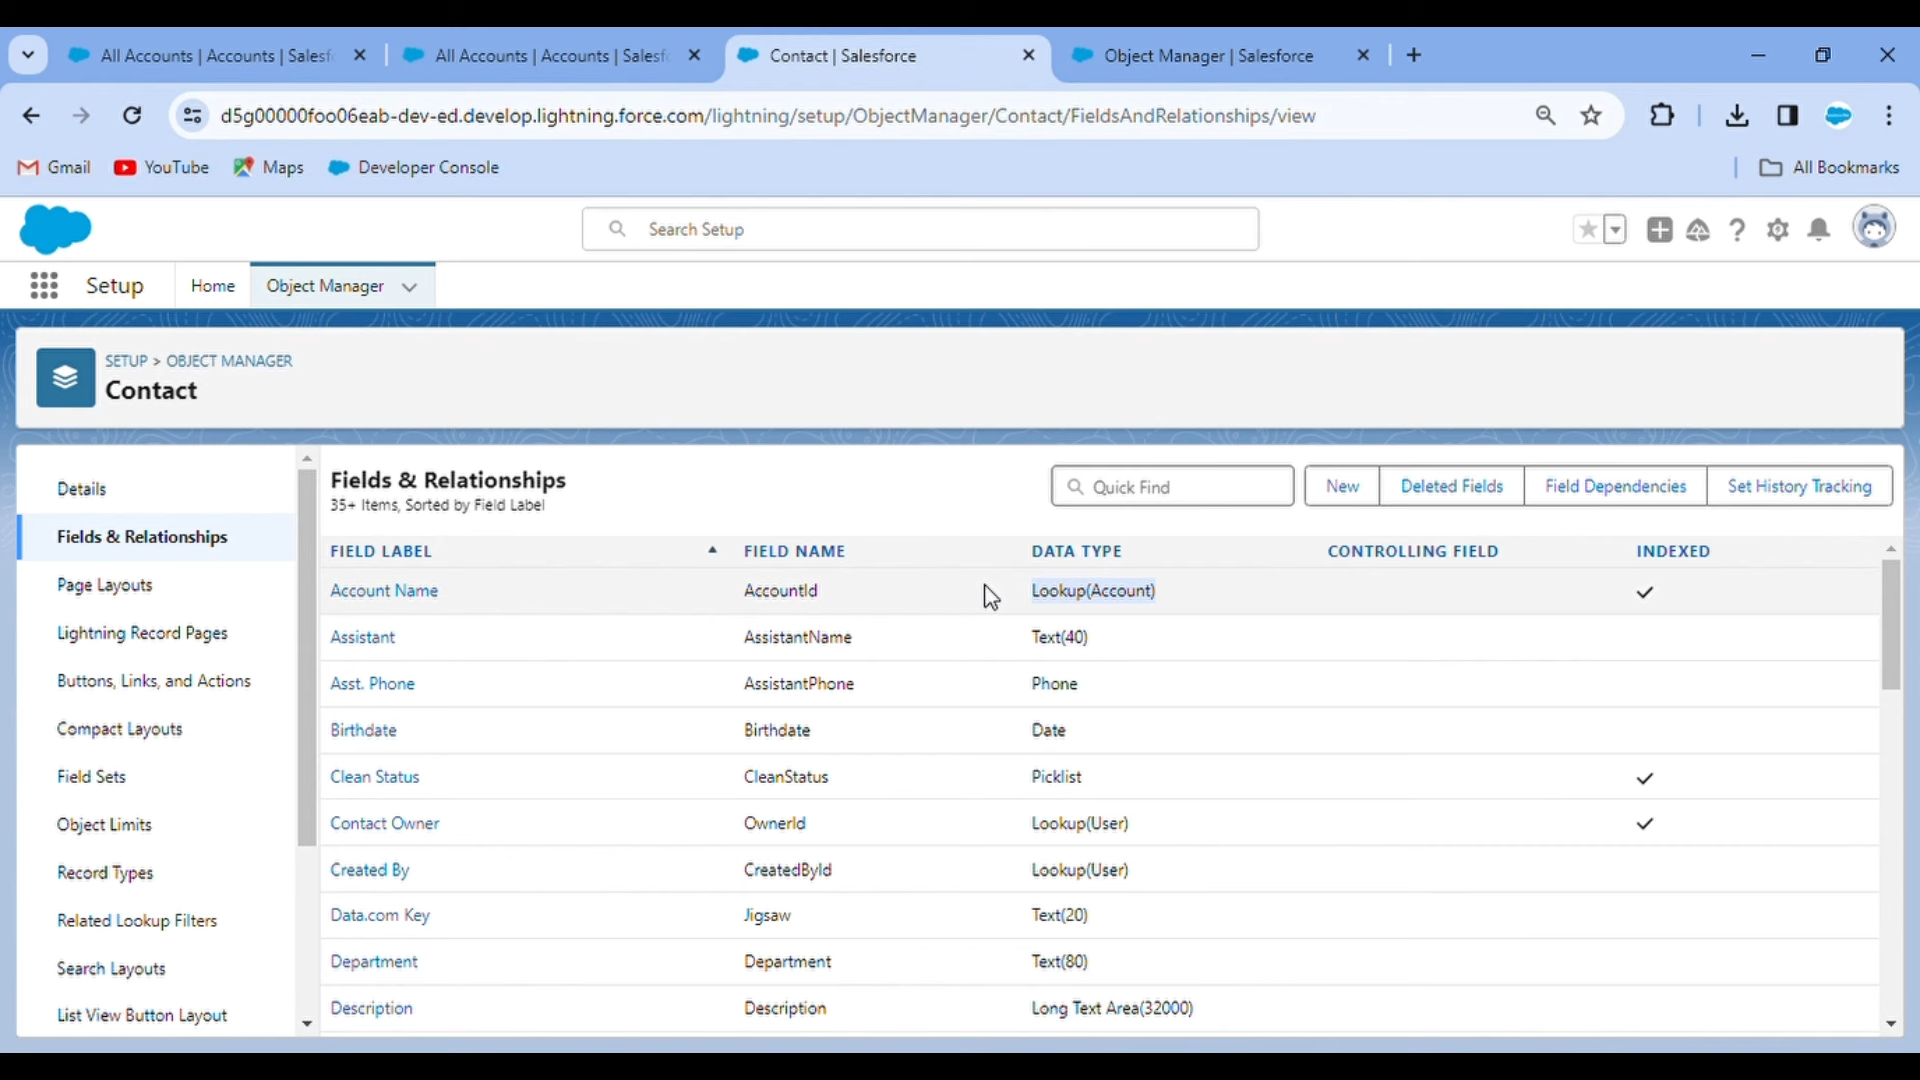 All Accounts | Accounts | Salesf
All Accounts | Accounts | Salesf
Contact | Salesforce
Object Manager | Salesforce
d5g00000foo06eab-dev-ed.develop.lightning.force.com/lightning/setup/ObjectManager/Contact/FieldsAndRelationships/view
Gmail
YouTube
Maps
Developer Console
All Bookmarks
Search Setup
Setup
Home
Object Manager
SETUP > OBJECT MANAGER
Contact
Details
Fields & Relationships
Page Layouts
Lightning Record Pages
Buttons, Links, and Actions
Compact Layouts
Field Sets
Object Limits
Record Types
Related Lookup Filters
Search Layouts
List View Button Layout
Fields & Relationships
35+ Items, Sorted by Field Label
Quick Find
New
Deleted Fields
Field Dependencies
Set History Tracking
FIELD LABEL FIELD NAME DATA TYPE CONTROLLING FIELD INDEXED
Account Name AccountId Lookup(Account)
Assistant AssistantName Text(40)
Asst. Phone AssistantPhone Phone
Birthdate Birthdate Date
Clean Status CleanStatus Picklist
Contact Owner OwnerId Lookup(User)
Created By CreatedById Lookup(User)
Data.com Key Jigsaw Text(20)
Department Department Text(80)
Description Description Long Text Area(32000)